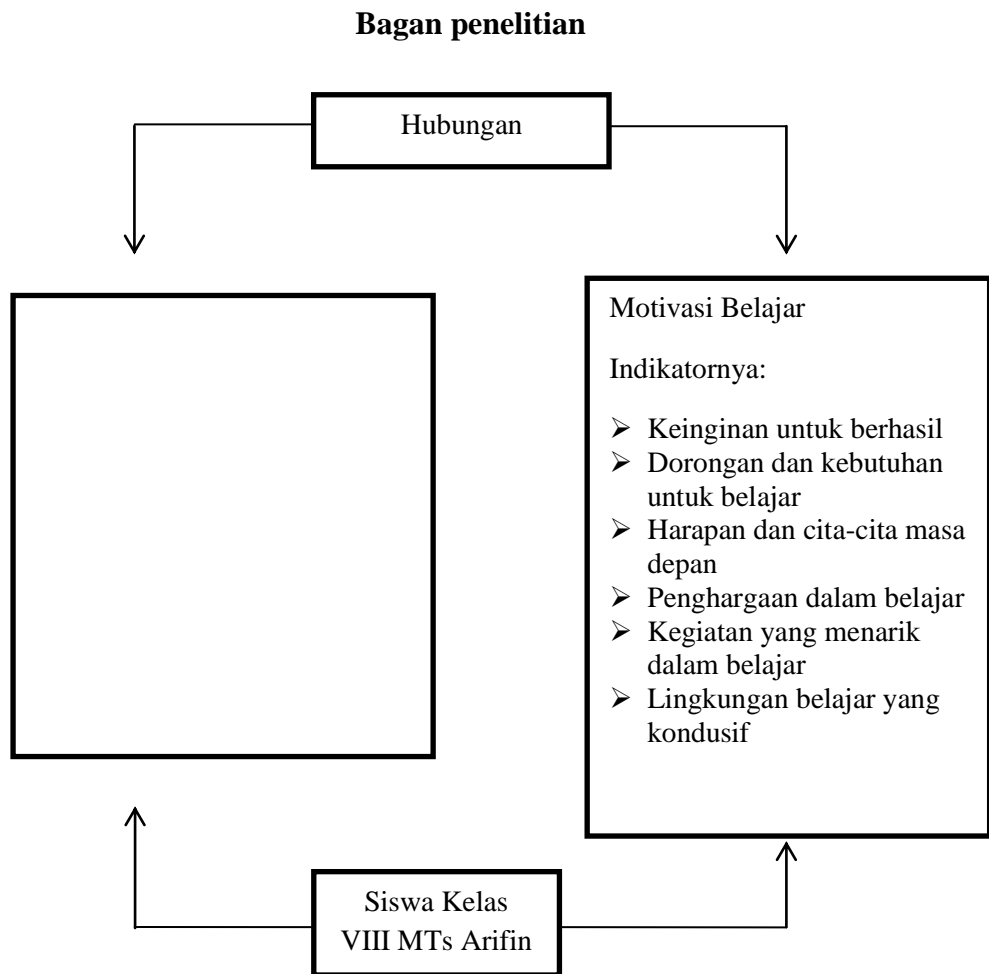 Bagan penelitian
Hubungan
Motivasi Belajar
Indikatornya:
➢ Keinginan untuk berhasil
➢ Dorongan dan kebutuhan
untuk belajar
➢ Harapan dan cita-cita masa
depan
➢ Penghargaan dalam belajar
➢ Kegiatan yang menarik
dalam belajar
➢ Lingkungan belajar yang
kondusif
Siswa Kelas
VIII MTs Arifin